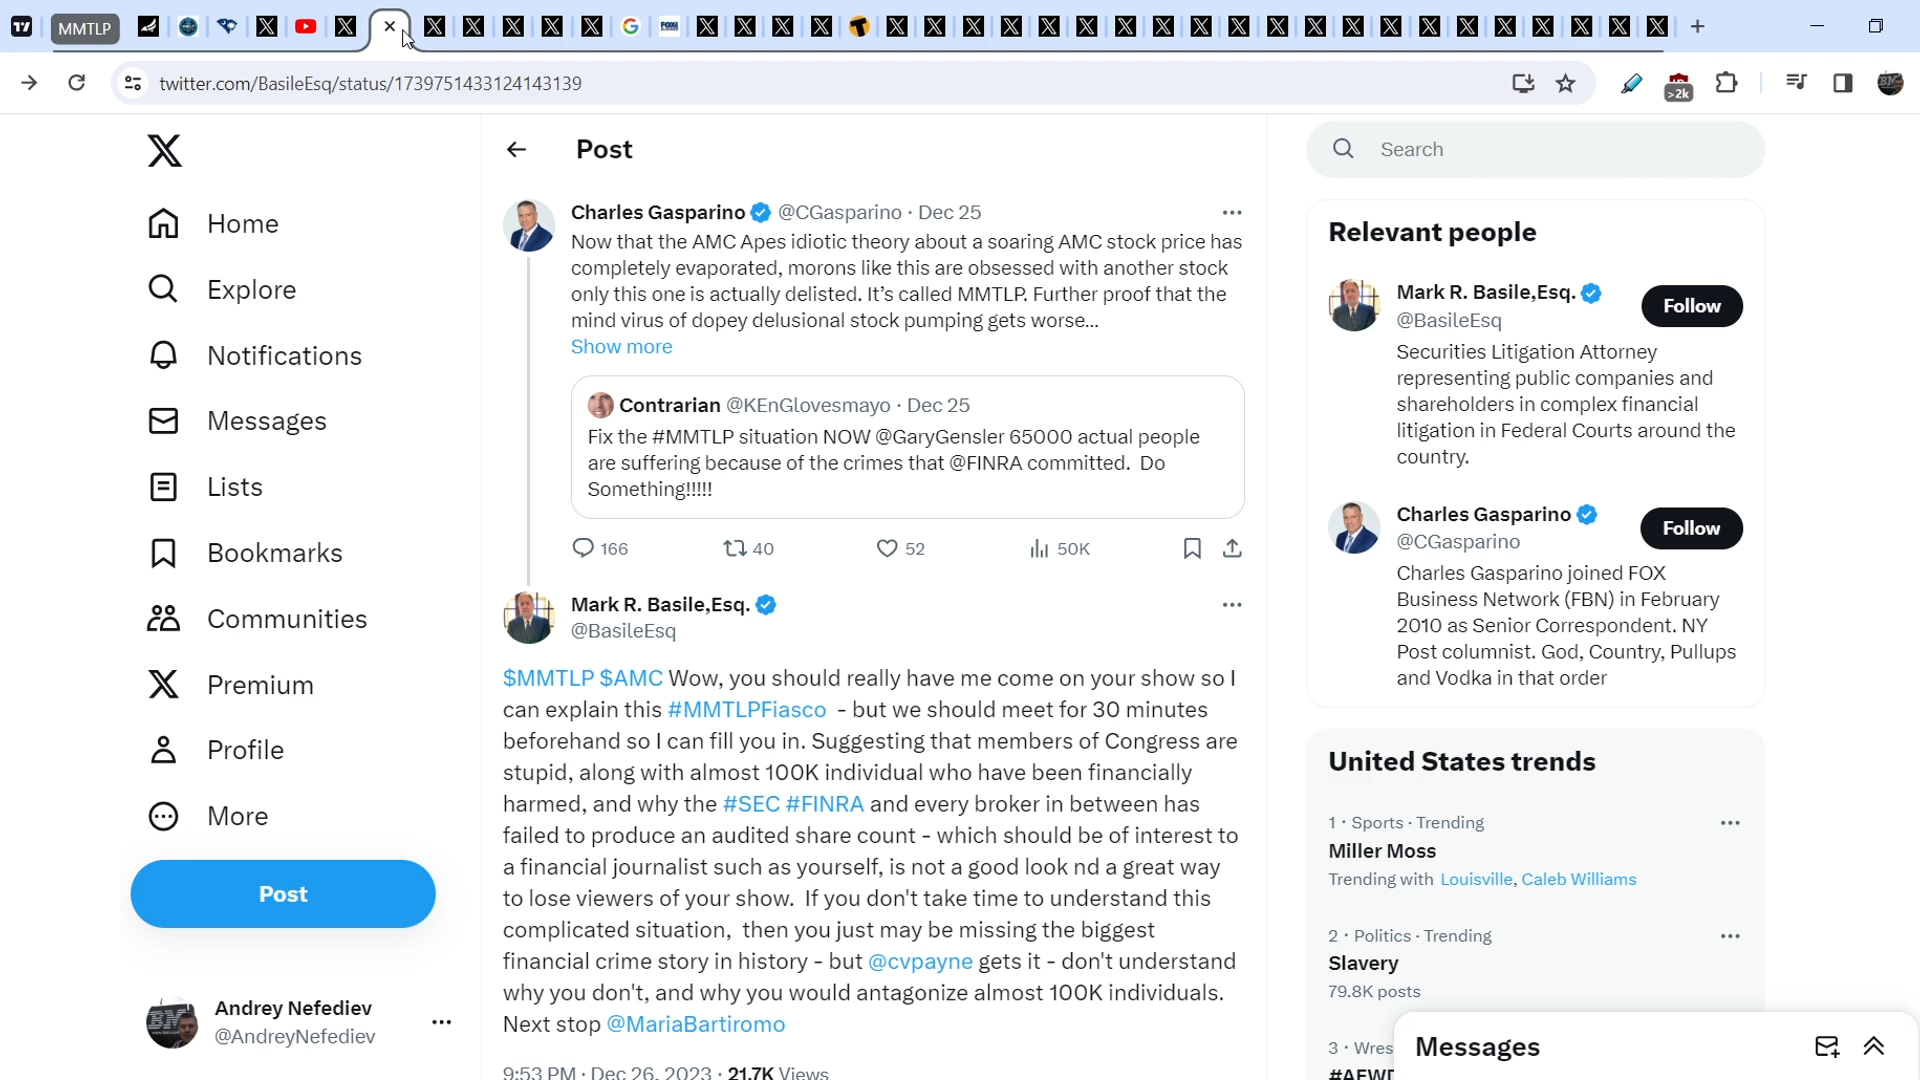 MMTLP
twitter.com/BasileEsq/status/1739751433124143139
>2k
Post
Search
Home
Explore
Notifications
Messages
Lists
Bookmarks
Communities
Premium
Profile
More
Post
Andrey Nefediev
@AndreyNefediev
Charles Gasparino @CGasparino · Dec 25
Now that the AMC Apes idiotic theory about a soaring AMC stock price has
completely evaporated, morons like this are obsessed with another stock
only this one is actually delisted. It’s called MMTLP. Further proof that the
mind virus of dopey delusional stock pumping gets worse...
Show more
Contrarian @KEnGlovesmayo · Dec 25
Fix the #MMTLP situation NOW @GaryGensler 65000 actual people
are suffering because of the crimes that @FINRA committed. Do
Something!!!!!
166 40 52 50K
Mark R. Basile,Esq.
@BasileEsq
$MMTLP $AMC Wow, you should really have me come on your show so I
can explain this #MMTLPFiasco - but we should meet for 30 minutes
beforehand so I can fill you in. Suggesting that members of Congress are
stupid, along with almost 100K individual who have been financially
harmed, and why the #SEC #FINRA and every broker in between has
failed to produce an audited share count - which should be of interest to
a financial journalist such as yourself, is not a good look nd a great way
to lose viewers of your show. If you don't take time to understand this
complicated situation, then you just may be missing the biggest
financial crime story in history - but @cvpayne gets it - don't understand
why you don't, and why you would antagonize almost 100K individuals.
Next stop @MariaBartiromo
9:53 PM · Dec 26, 2023 · 21.7K Views
Relevant people
Mark R. Basile,Esq.
Follow
@BasileEsq
Securities Litigation Attorney
representing public companies and
shareholders in complex financial
litigation in Federal Courts around the
country.
Charles Gasparino
Follow
@CGasparino
Charles Gasparino joined FOX
Business Network (FBN) in February
2010 as Senior Correspondent. NY
Post columnist. God, Country, Pullups
and Vodka in that order
United States trends
1 · Sports · Trending
Miller Moss
Trending with Louisville, Caleb Williams
2 · Politics · Trending
Slavery
79.8K posts
3 · Wres
Messages